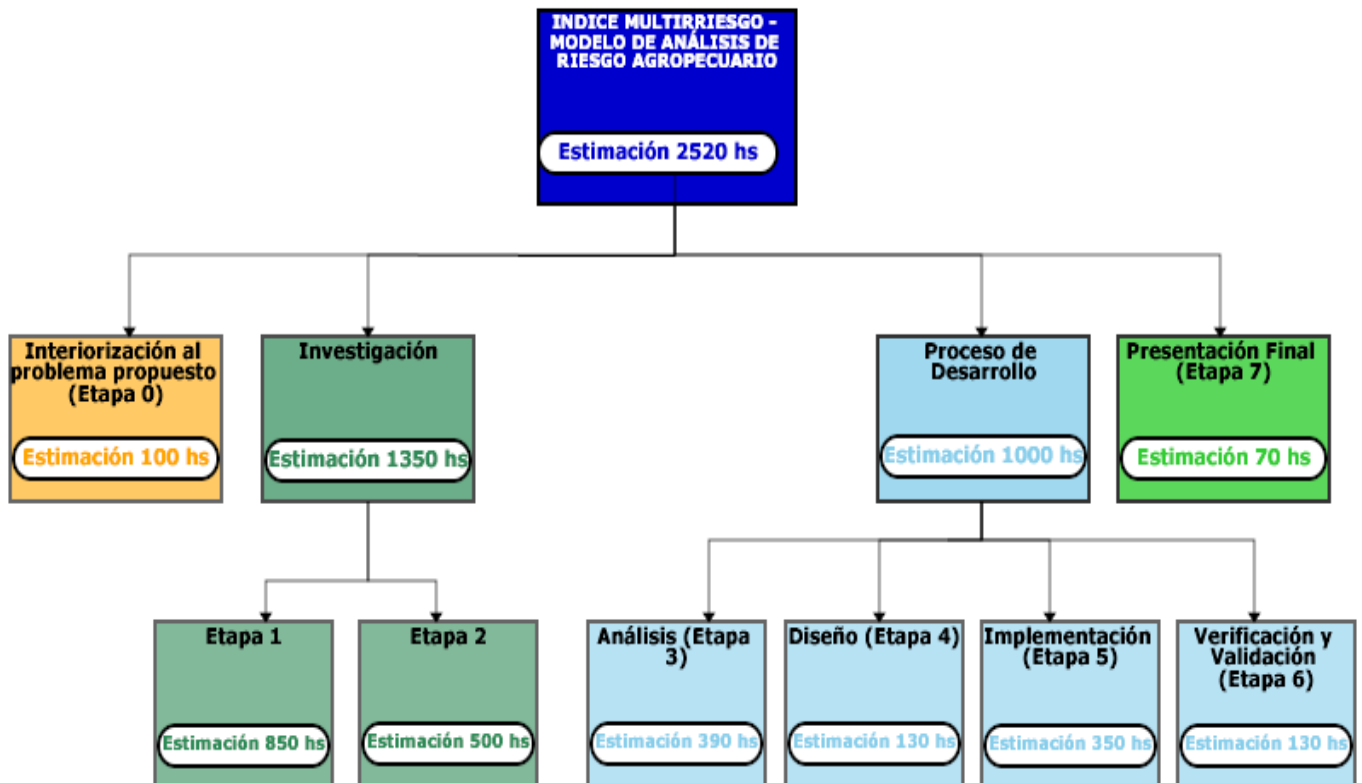 INDICE MULTIRRIESGO -
MODELO DE ANÁLISIS DE
RIESGO AGROPECUARIO
Estimación 2520 hs
Interiorización al
problema propuesto
(Etapa 0)
Estimación 100 hs
Investigación
Estimación 1350 hs
Proceso de
Desarrollo
Estimación 1000 hs
Presentación Final
(Etapa 7)
Estimación 70 hs
Etapa 1
Estimación 850 hs
Etapa 2
Estimación 500 hs
Análisis (Etapa
3)
Estimación 390 hs
Diseño (Etapa 4)
Estimación 130 hs
Implementación
(Etapa 5)
Estimación 350 hs
Verificación y
Validación
(Etapa 6)
Estimación 130 hs